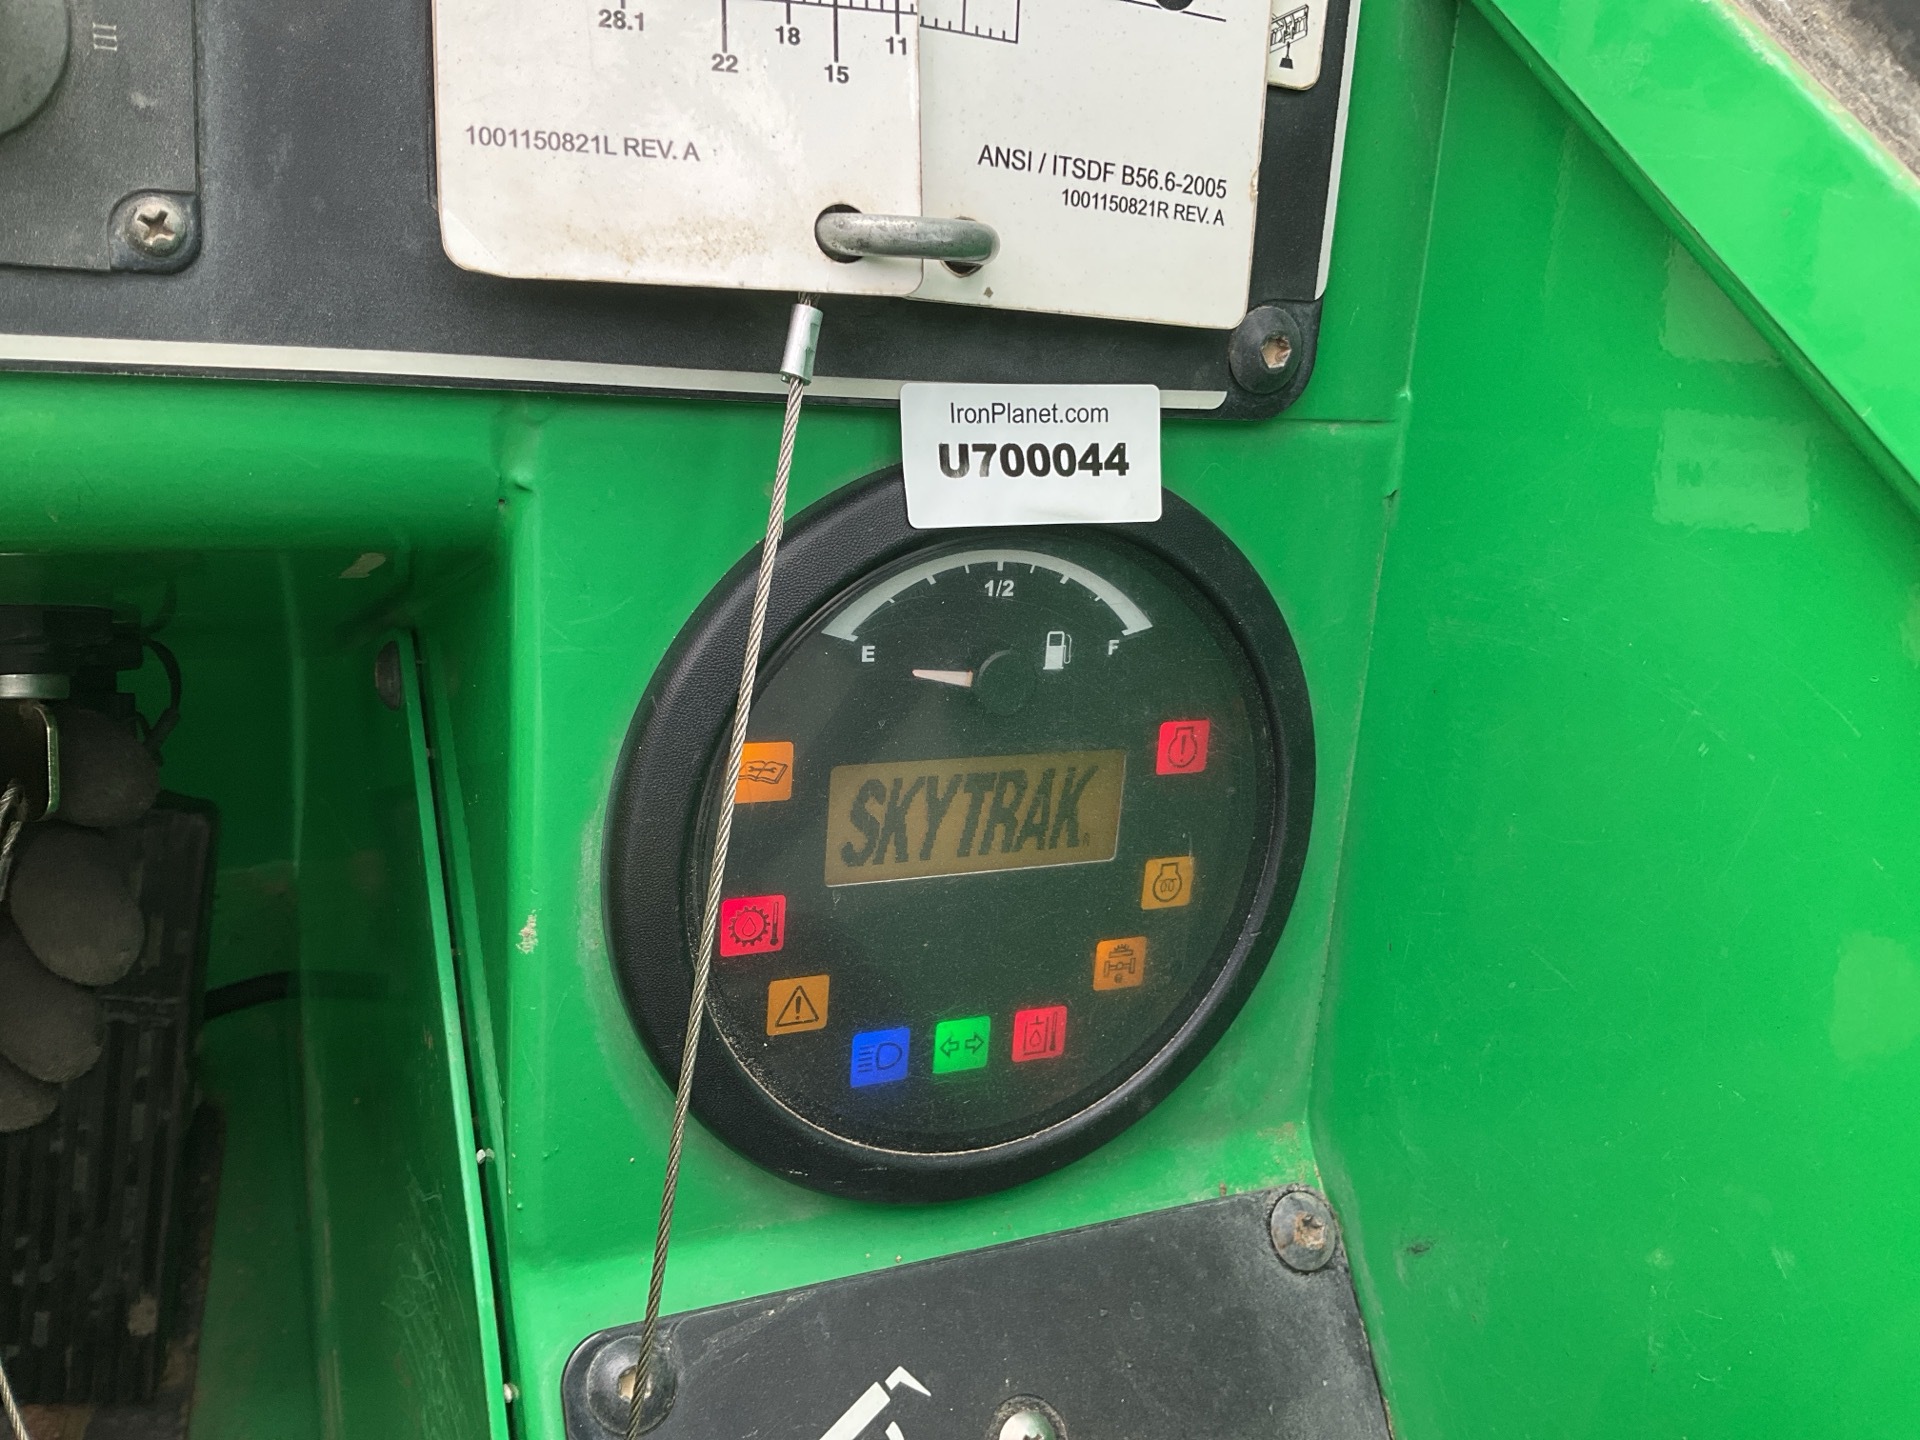 III
28.1
22
18
15
11
1001150821L REV. A
ANSI / ITSDF B56.6-2005
1001150821R REV. A
IronPlanet.com
U700044
1/2
E
F
SKYTRAK